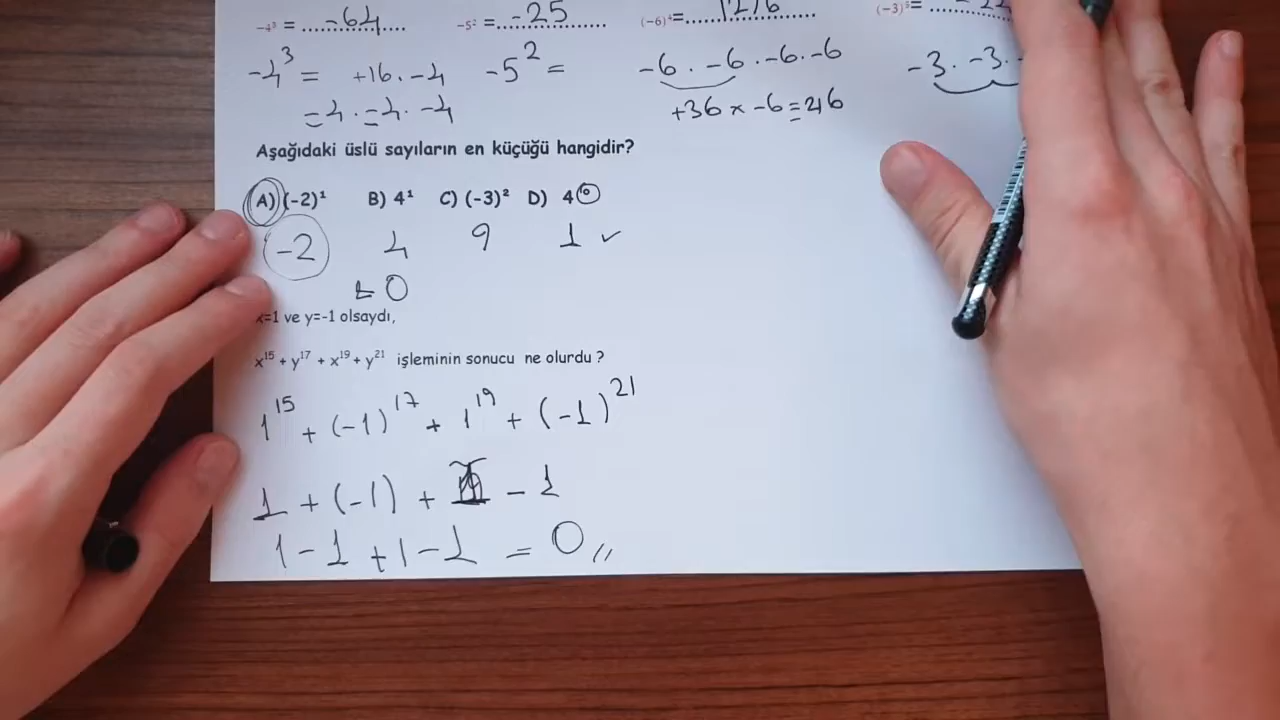 -4³ = ......-64...... -5² = ...-25............ (-6)⁴=......1276............ (-3)⁵= ............
-4³ = +16 . -4 -5² = -6 . -6 . -6 . -6 -3 . -3 .
= -4 . -4 . -4 +36 x -6 = 246
Aşağıdaki üslü sayıların en küçüğü hangidir?
A) (-2)¹ B) 4¹ C) (-3)² D) 4⁰
-2 4 9 1 ✓
0
x=1 ve y=-1 olsaydı,
x¹⁵ + y¹⁷ + x¹⁹ + y²¹ işleminin sonucu ne olurdu ?
1¹⁵ + (-1)¹⁷ + 1¹⁹ + (-1)²¹
1 + (-1) + 1 - 1
1 - 1 + 1 - 1 = 0 //